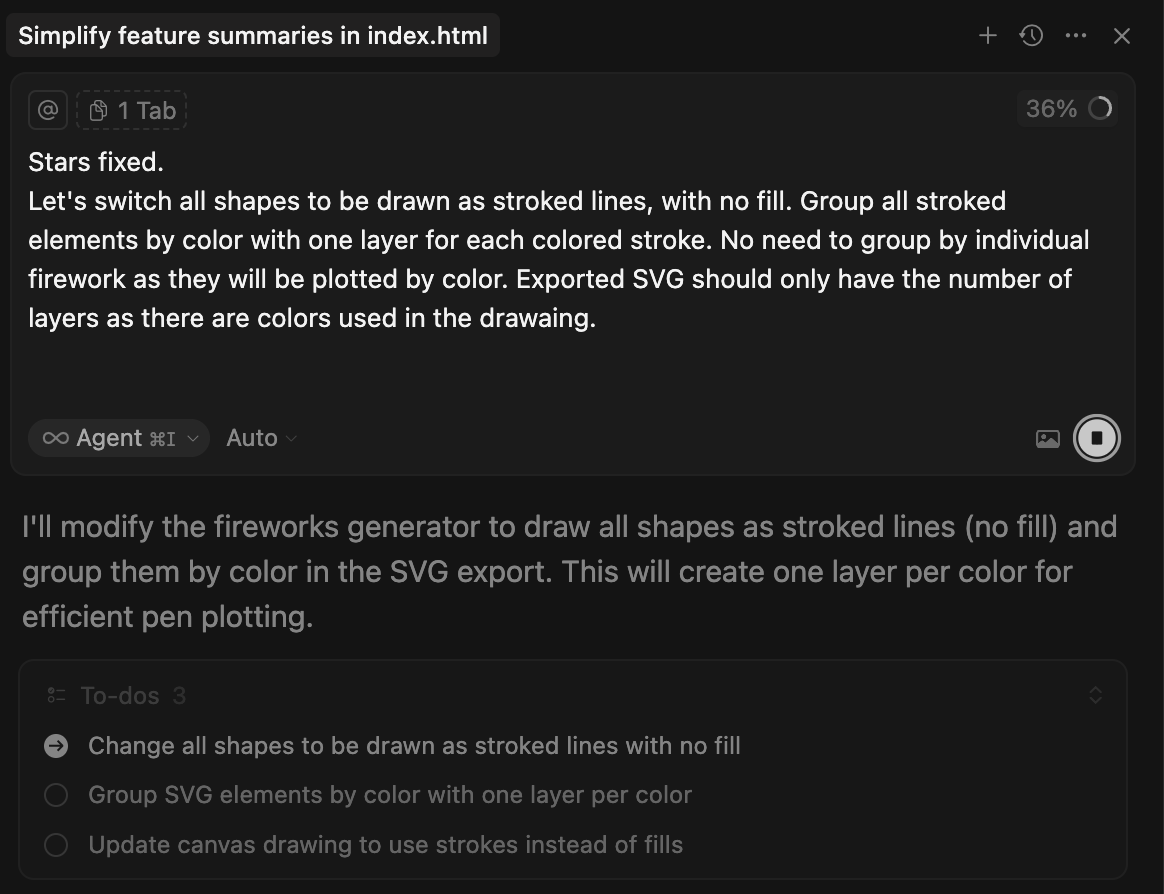 Simplify feature summaries in index.html
@ 1 Tab 36%
Stars fixed.
Let's switch all shapes to be drawn as stroked lines, with no fill. Group all stroked
elements by color with one layer for each colored stroke. No need to group by individual
firework as they will be plotted by color. Exported SVG should only have the number of
layers as there are colors used in the drawaing.
Agent ⌘I Auto
I'll modify the fireworks generator to draw all shapes as stroked lines (no fill) and
group them by color in the SVG export. This will create one layer per color for
efficient pen plotting.
To-dos 3
Change all shapes to be drawn as stroked lines with no fill
Group SVG elements by color with one layer per color
Update canvas drawing to use strokes instead of fills